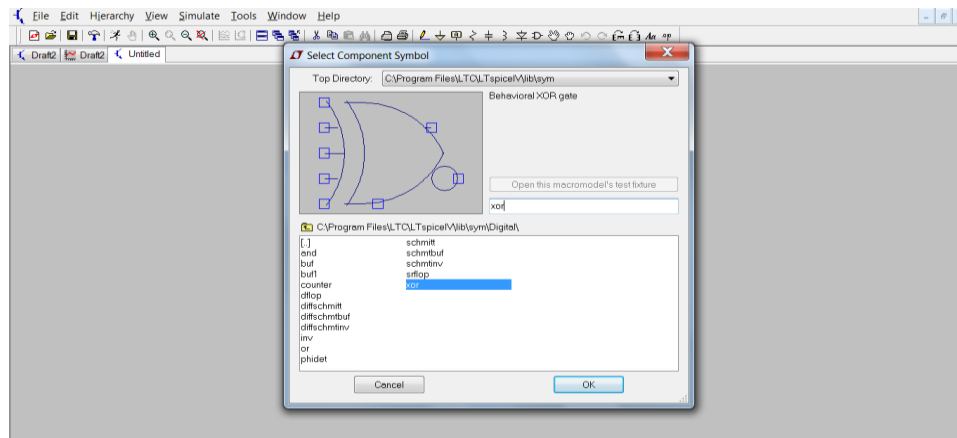 File Edit Hierarchy View Simulate Tools Window Help
Draft2 Draft2 Untitled
Select Component Symbol
Top Directory: C:\Program Files\LTC\LTspiceIV\lib\sym
Behavioral XOR gate
Open this macromodel's test fixture
xor
C:\Program Files\LTC\LTspiceIV\lib\sym\Digital\
[..]
and
buf
buf1
counter
dflop
diffschmitt
diffschmtbuf
diffschmtinv
inv
or
phidet
schmitt
schmtbuf
schmtinv
srflop
xor
Cancel OK